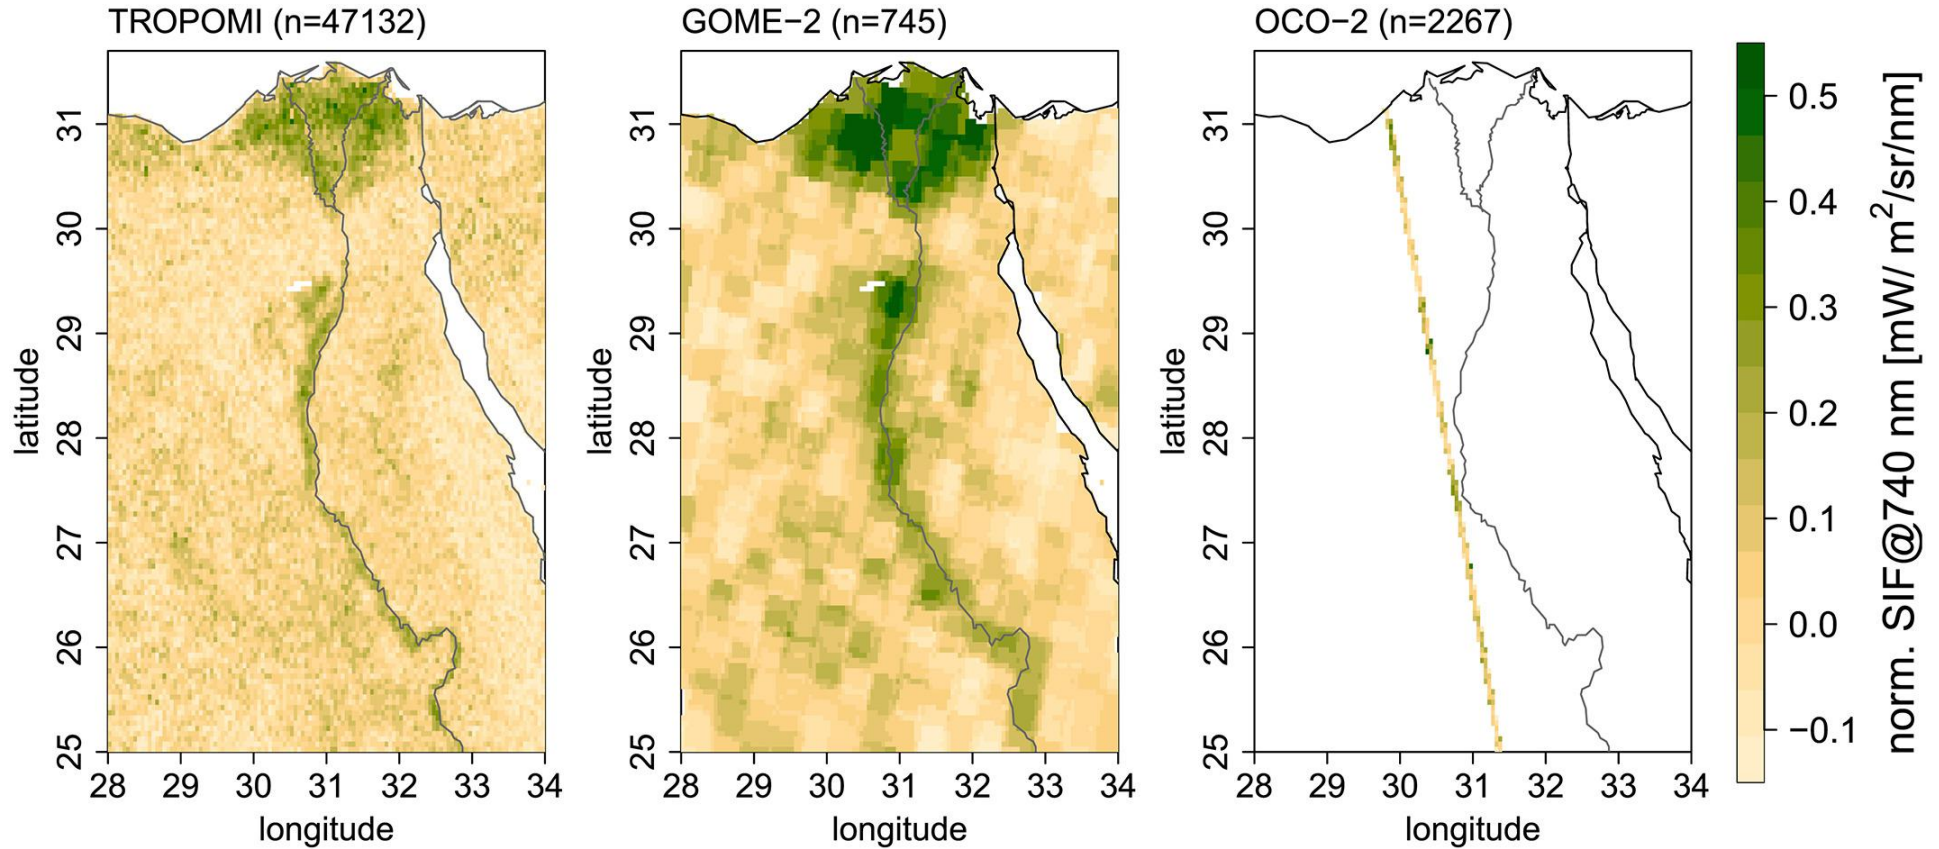 TROPOMI (n=47132)
GOME−2 (n=745)
OCO−2 (n=2267)
latitude
31
30
29
28
27
26
25
28 29 30 31 32 33 34
longitude
latitude
31
30
29
28
27
26
25
28 29 30 31 32 33 34
longitude
latitude
31
30
29
28
27
26
25
28 29 30 31 32 33 34
longitude
0.5
0.4
0.3
0.2
0.1
0.0
−0.1
norm. SIF@740 nm [mW/ m²/sr/nm]